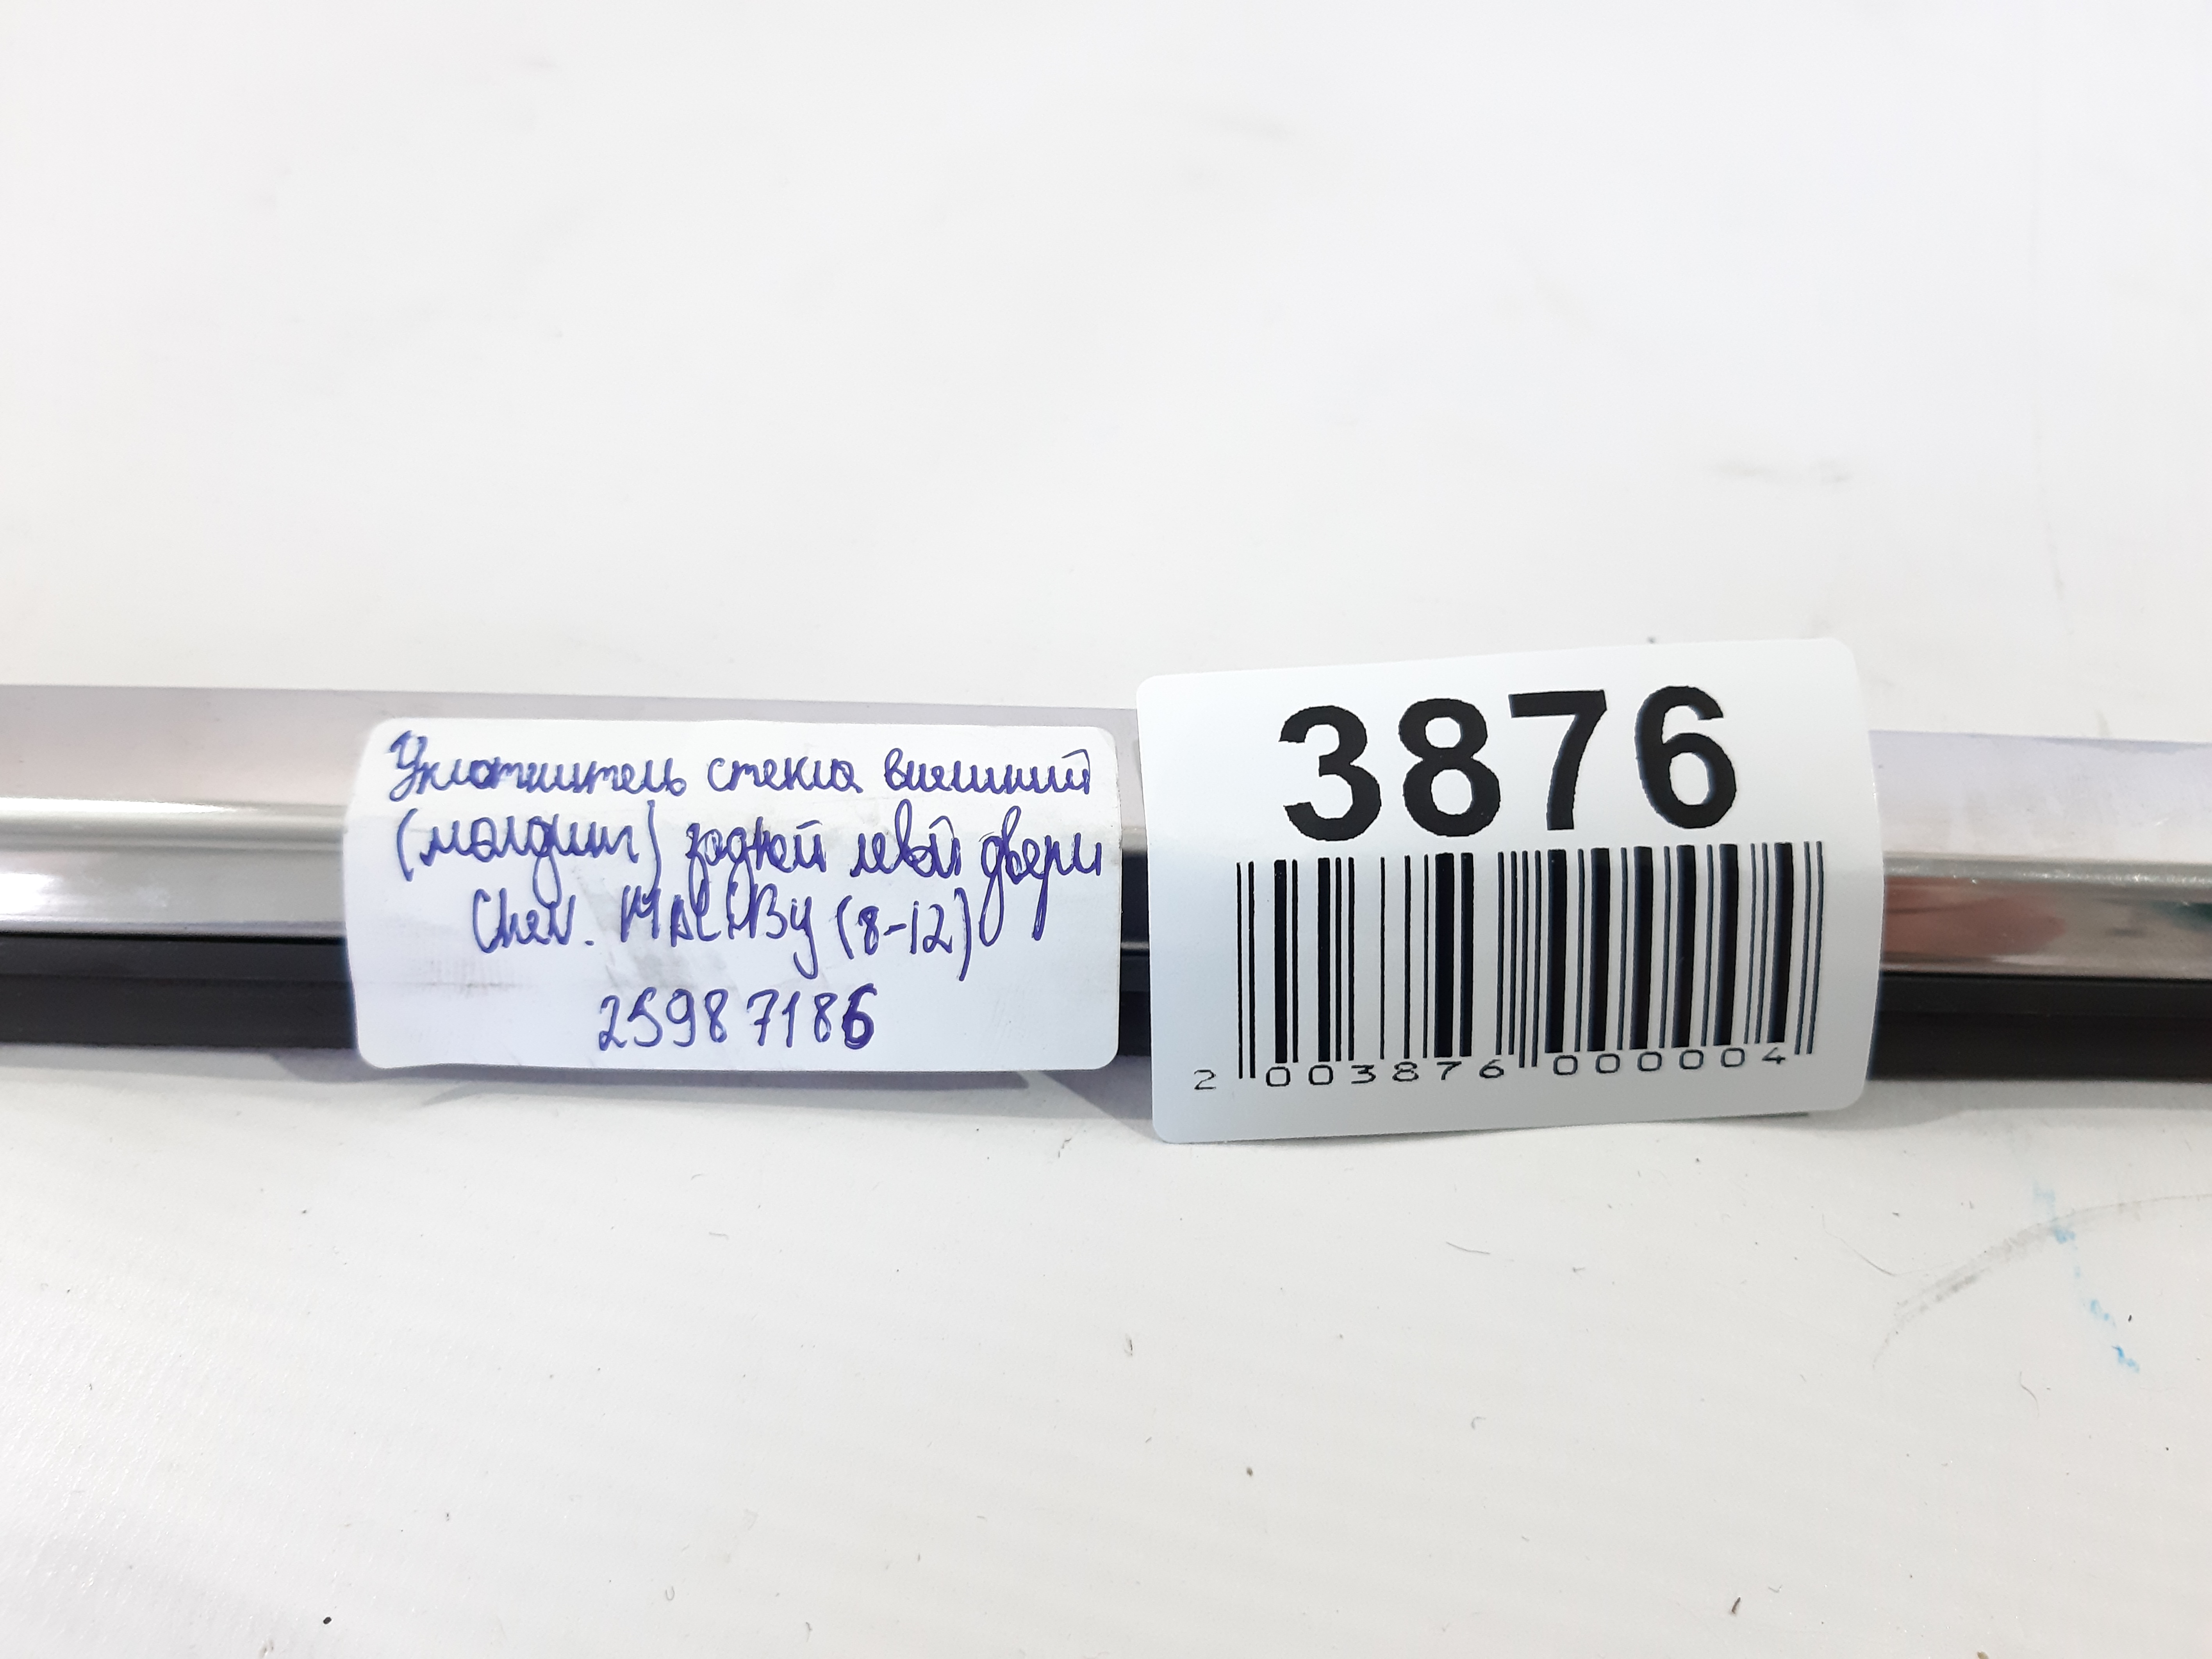 Уплотнитель стекла внешний
(молдинг) задней левой двери
Chev. MALIBy (8-12)
25987186
3876
2 003876 000004